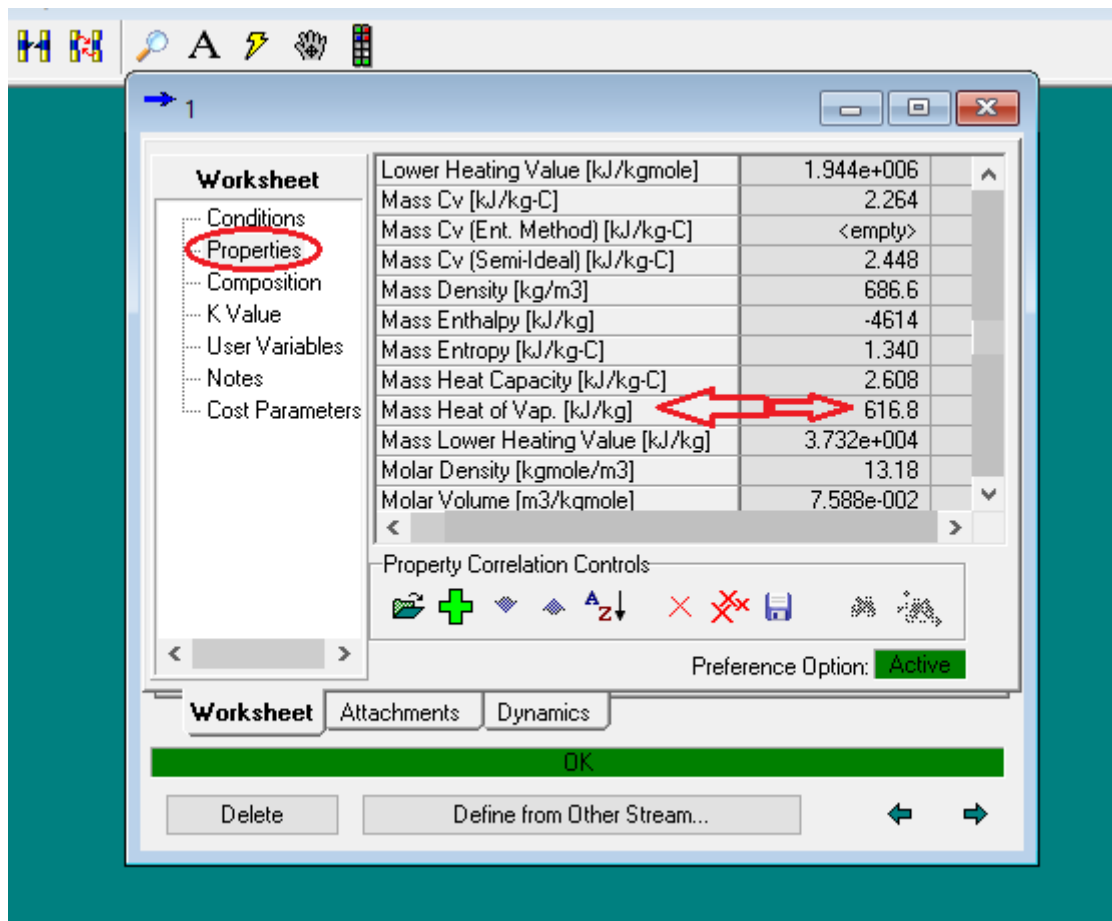 A
1
Worksheet
Conditions
Properties
Composition
K Value
User Variables
Notes
Cost Parameters
Lower Heating Value [kJ/kgmole] 1.944e+006
Mass Cv [kJ/kg-C] 2.264
Mass Cv (Ent. Method) [kJ/kg-C] <empty>
Mass Cv (Semi-Ideal) [kJ/kg-C] 2.448
Mass Density [kg/m3] 686.6
Mass Enthalpy [kJ/kg] -4614
Mass Entropy [kJ/kg-C] 1.340
Mass Heat Capacity [kJ/kg-C] 2.608
Mass Heat of Vap. [kJ/kg] 616.8
Mass Lower Heating Value [kJ/kg] 3.732e+004
Molar Density [kgmole/m3] 13.18
Molar Volume [m3/kgmole] 7.588e-002
Property Correlation Controls
AZ
Preference Option: Active
Worksheet Attachments Dynamics
OK
Delete Define from Other Stream...